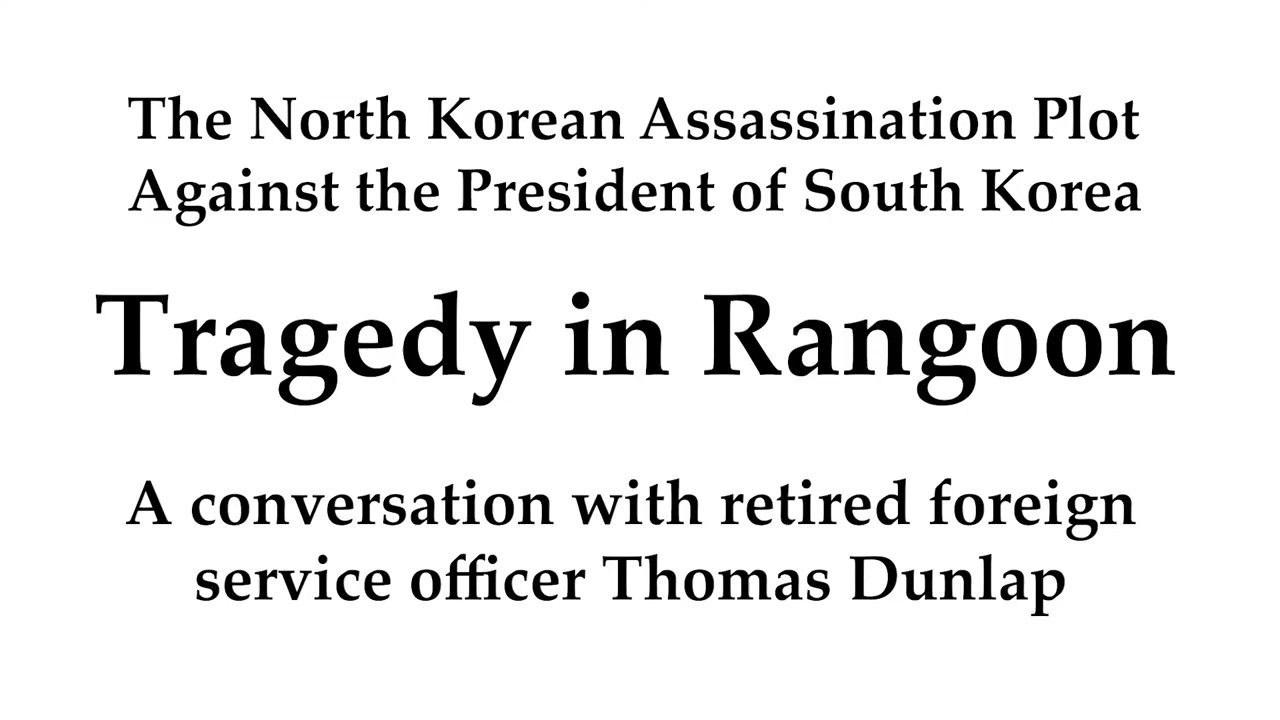 The North Korean Assassination Plot
Against the President of South Korea
Tragedy in Rangoon
A conversation with retired foreign
service officer Thomas Dunlap